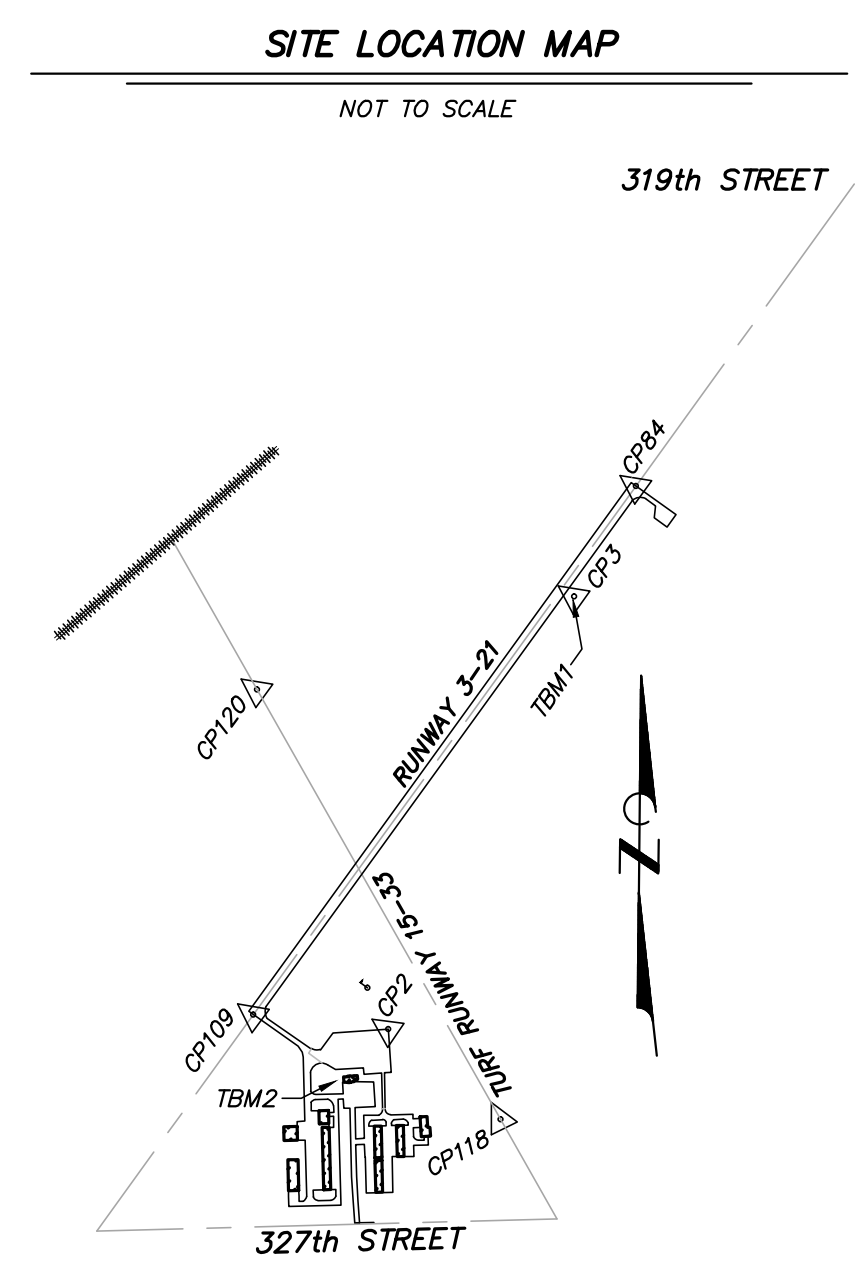 SITE LOCATION MAP
NOT TO SCALE
319th STREET
CP84
CP3
TBM1
RUNWAY 3-21
CP120
N
TURF RUNWAY 15-33
CP2
CP109
TBM2
CP118
327th STREET